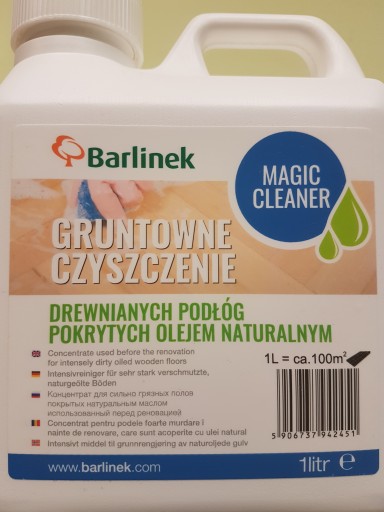 Barlinek
MAGIC
CLEANER
GRUNTOWNE
CZYSZCZENIE
DREWNIANYCH PODŁÓG
POKRYTYCH OLEJEM NATURALNYM
Concentrate used before the renovation
for intensely dirty oiled wooden floors
1L = ca.100m²
Intensivreiniger für sehr stark verschmutzte,
naturgeölte Böden
Концентрат для сильно грязных полов
покрытых натуральным маслом
использованный перед реновацией
Concentrat pentru podele foarte murdare î
nainte de renovare, care sunt acoperite cu ulei natural
Intensivt middel til grunnrengjøring av naturoljede gulv
5 906737 942451
www.barlinek.com
1litr ℮